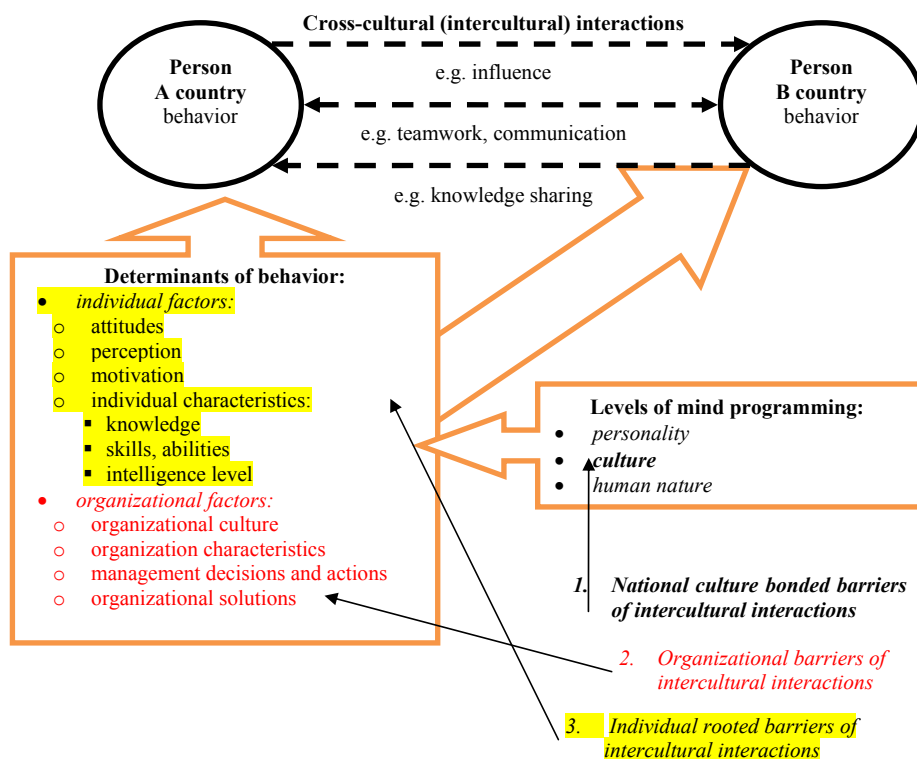 Cross-cultural (intercultural) interactions
Person
A country
behavior
e.g. influence
e.g. teamwork, communication
e.g. knowledge sharing
Person
B country
behavior
Determinants of behavior:
• individual factors:
o attitudes
o perception
o motivation
o individual characteristics:
▪ knowledge
▪ skills, abilities
▪ intelligence level
• organizational factors:
o organizational culture
o organization characteristics
o management decisions and actions
o organizational solutions
Levels of mind programming:
• personality
• culture
• human nature
1. National culture bonded barriers
of intercultural interactions
2. Organizational barriers of
intercultural interactions
3. Individual rooted barriers of
intercultural interactions